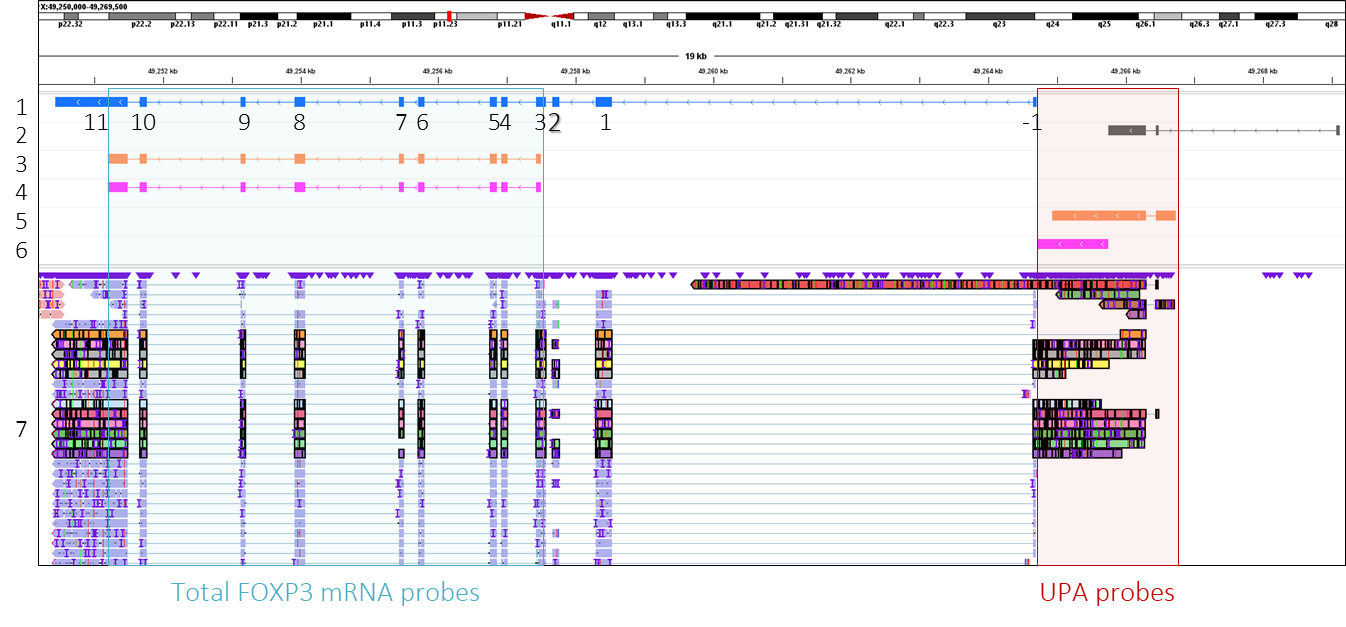 X:49,250,000-49,269,500
p22.32 p22.2 p22.13 p22.11 p21.3 p21.2 p21.1 p11.4 p11.3 p11.23 p11.21 q11.1 q12 q13.1 q13.3 q21.1 q21.2 q21.31 q21.32 q22.1 q22.3 q23 q24 q25 q26.1 q26.3 q27.1 q27.3 q28
19 kb
49,252 kb 49,254 kb 49,256 kb 49,258 kb 49,260 kb 49,262 kb 49,264 kb 49,266 kb 49,268 kb
1
11 10 9 8 7 6 5 4 3 2 1 -1
2
3
4
5
6
7
Total FOXP3 mRNA probes UPA probes